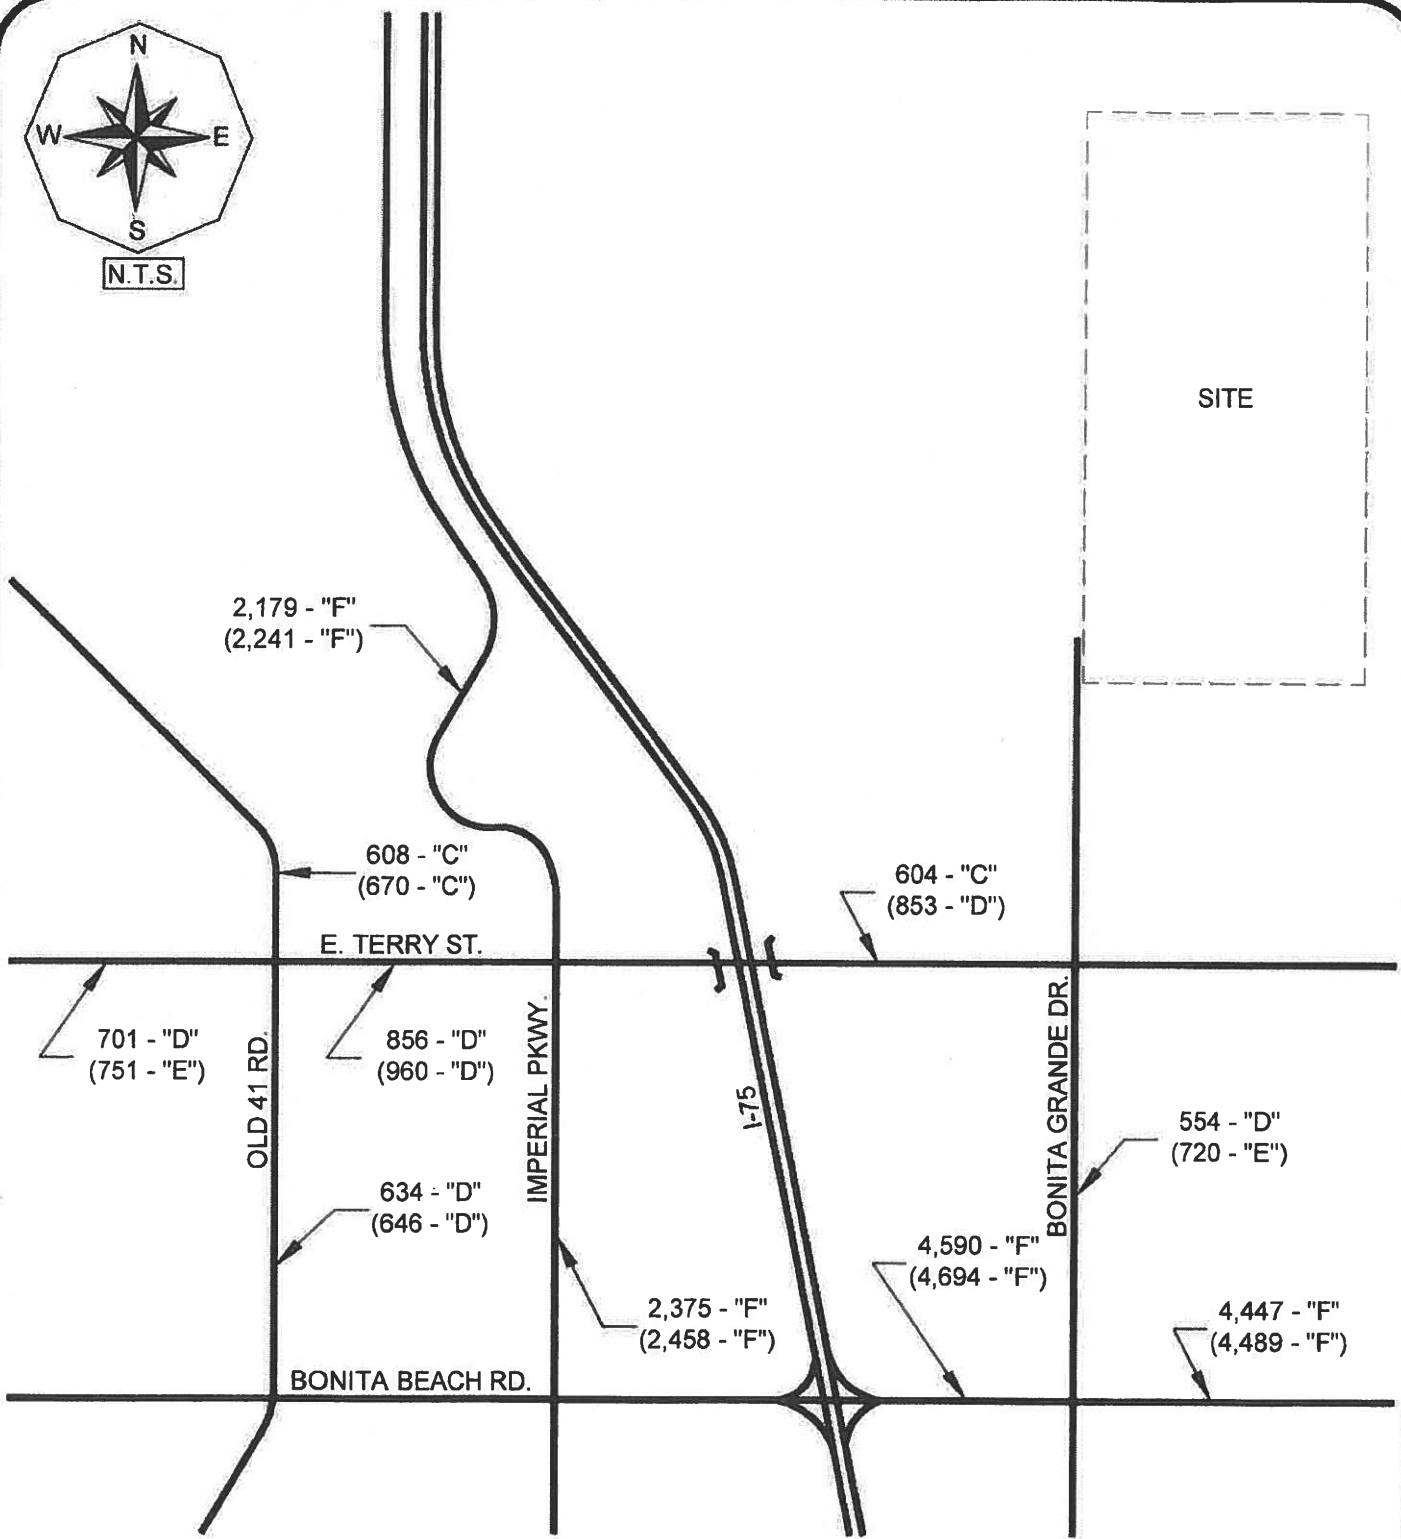 N
W
E
S
N.T.S.
SITE
2,179 - "F"
(2,241 - "F")
608 - "C"
(670 - "C")
604 - "C"
(853 - "D")
E. TERRY ST.
701 - "D"
(751 - "E")
OLD 41 RD.
856 - "D"
(960 - "D")
IMPERIAL PKWY.
I-75
BONITA GRANDE DR.
554 - "D"
(720 - "E")
634 - "D"
(646 - "D")
4,590 - "F"
(4,694 - "F")
2,375 - "F"
(2,458 - "F")
4,447 - "F"
(4,489 - "F")
BONITA BEACH RD.